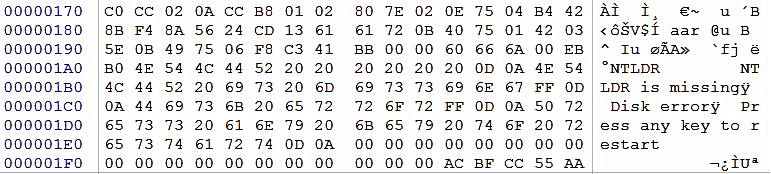 00000170 C0 CC 02 0A CC B8 01 02 80 7E 02 0E 75 04 B4 42 ÀÌ Ì¸ €~ u ´B
00000180 8B F4 8A 56 24 CD 13 61 61 72 0B 40 75 01 42 03 ‹ôŠV$Í aar @u B
00000190 5E 0B 49 75 06 F8 C3 41 BB 00 00 60 66 6A 00 EB ^ Iu øÃA» `fj ë
000001A0 B0 4E 54 4C 44 52 20 20 20 20 20 20 0D 0A 4E 54 °NTLDR NT
000001B0 4C 44 52 20 69 73 20 6D 69 73 73 69 6E 67 FF 0D LDR is missingÿ
000001C0 0A 44 69 73 6B 20 65 72 72 6F 72 FF 0D 0A 50 72 Disk errorÿ Pr
000001D0 65 73 73 20 61 6E 79 20 6B 65 79 20 74 6F 20 72 ess any key to r
000001E0 65 73 74 61 72 74 0D 0A 00 00 00 00 00 00 00 00 estart
000001F0 00 00 00 00 00 00 00 00 00 00 00 AC BF CC 55 AA ¬¿ÌUª